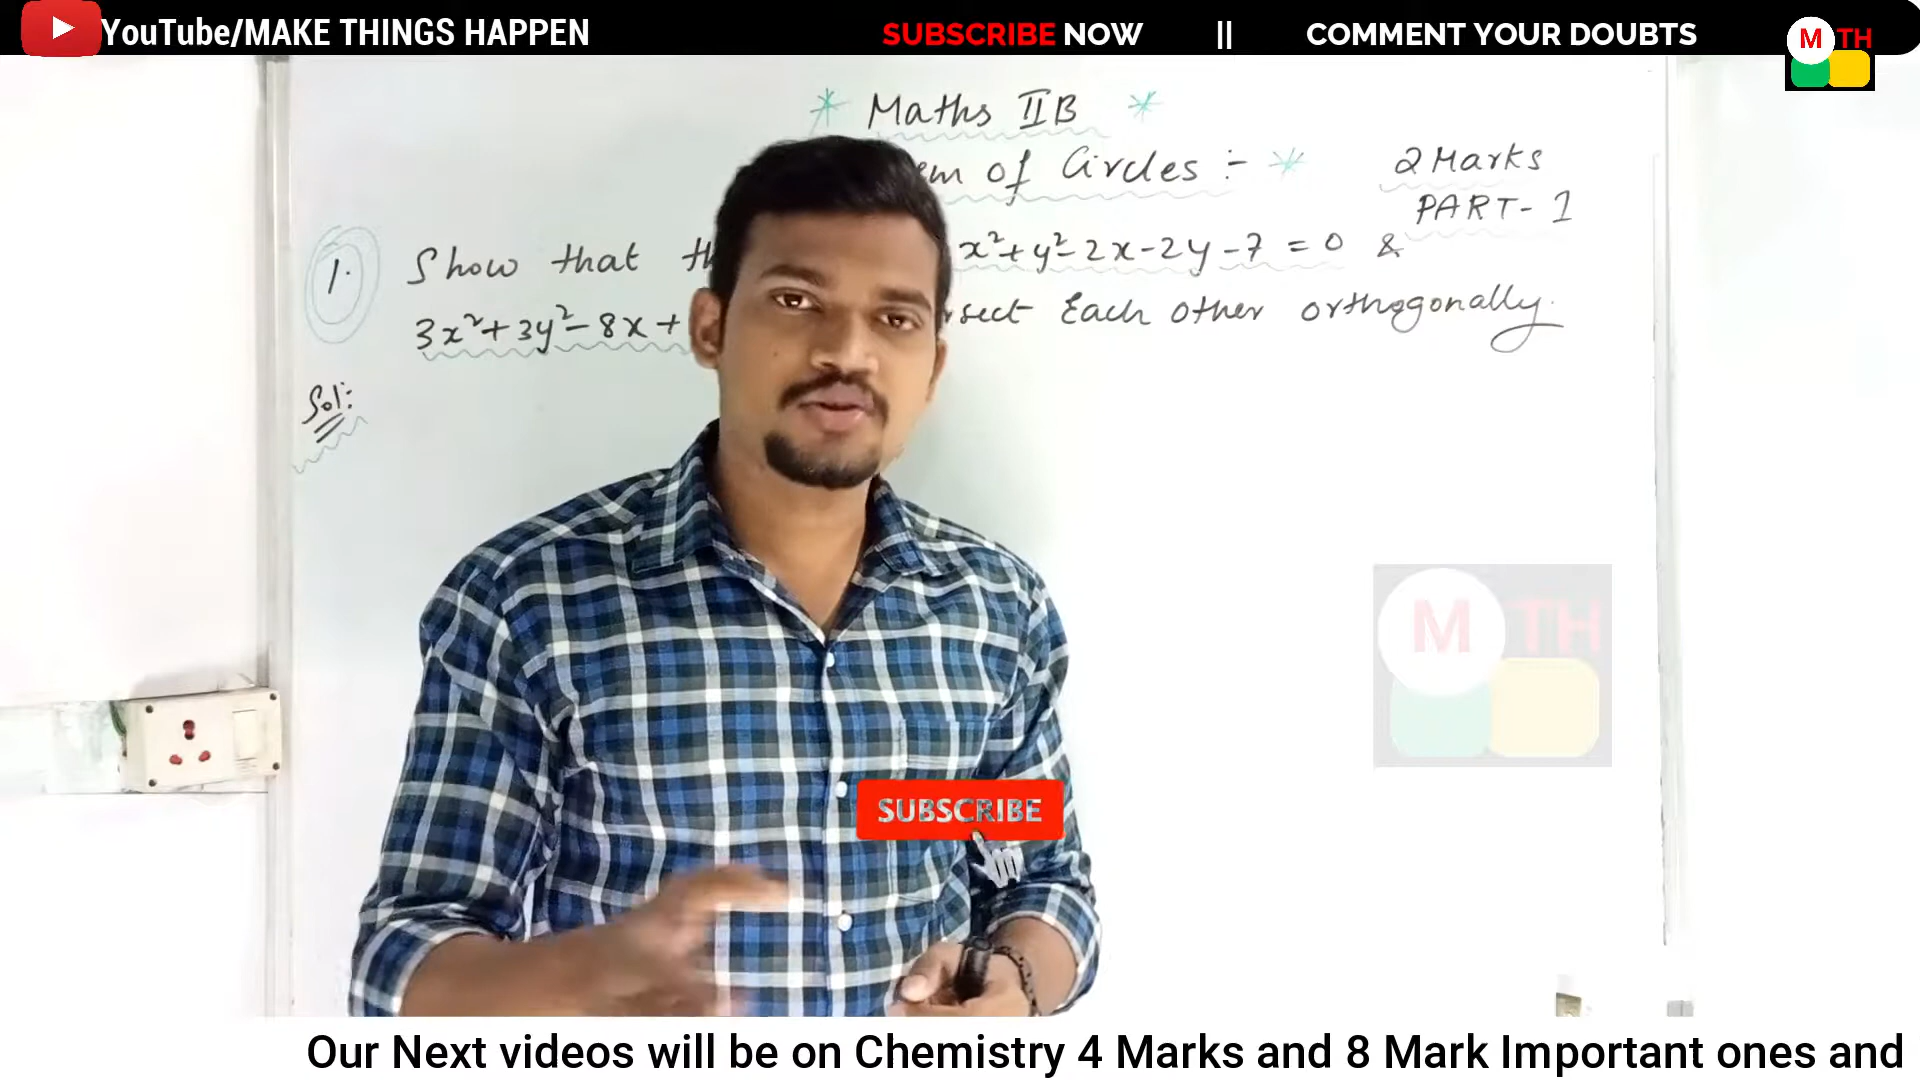 YouTube/MAKE THINGS HAPPEN
SUBSCRIBE NOW || COMMENT YOUR DOUBTS
M TH
* Maths IIB *
of Circles :- *
2 Marks
PART-1
1. Show that x²+y²-2x-2y-7=0 &
3x²+3y²-8x+ Each other orthogonally.
Sol:
M TH
SUBSCRIBE
Our Next videos will be on Chemistry 4 Marks and 8 Mark Important ones and